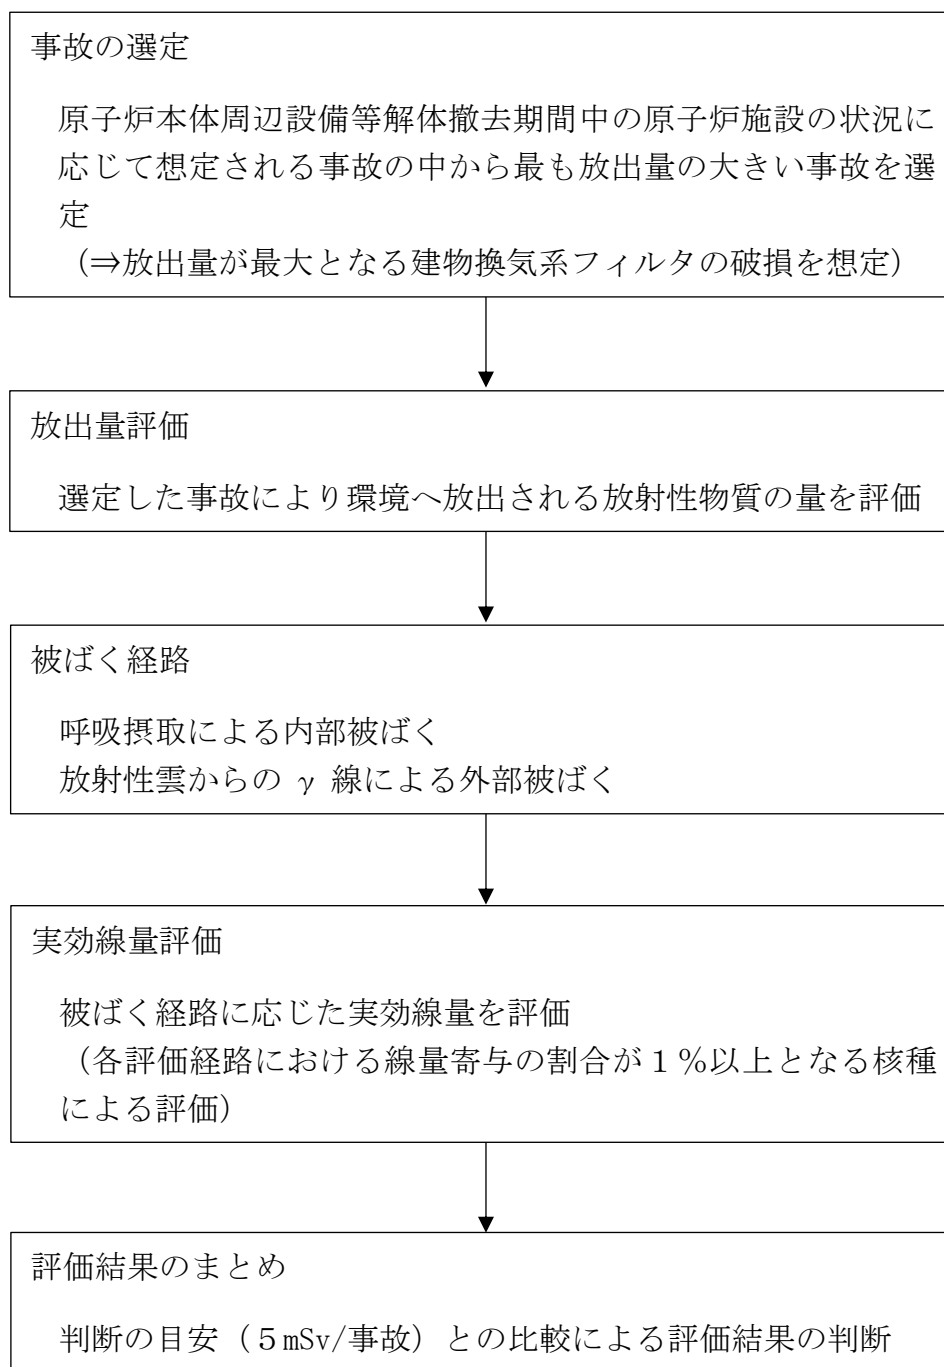 事故の選定
原子炉本体周辺設備等解体撤去期間中の原子炉施設の状況に
応じて想定される事故の中から最も放出量の大きい事故を選
定
（⇒放出量が最大となる建物換気系フィルタの破損を想定）
放出量評価
選定した事故により環境へ放出される放射性物質の量を評価
被ばく経路
呼吸摂取による内部被ばく
放射性雲からの γ 線による外部被ばく
実効線量評価
被ばく経路に応じた実効線量を評価
（各評価経路における線量寄与の割合が１％以上となる核種
による評価）
評価結果のまとめ
判断の目安（５mSv/事故）との比較による評価結果の判断